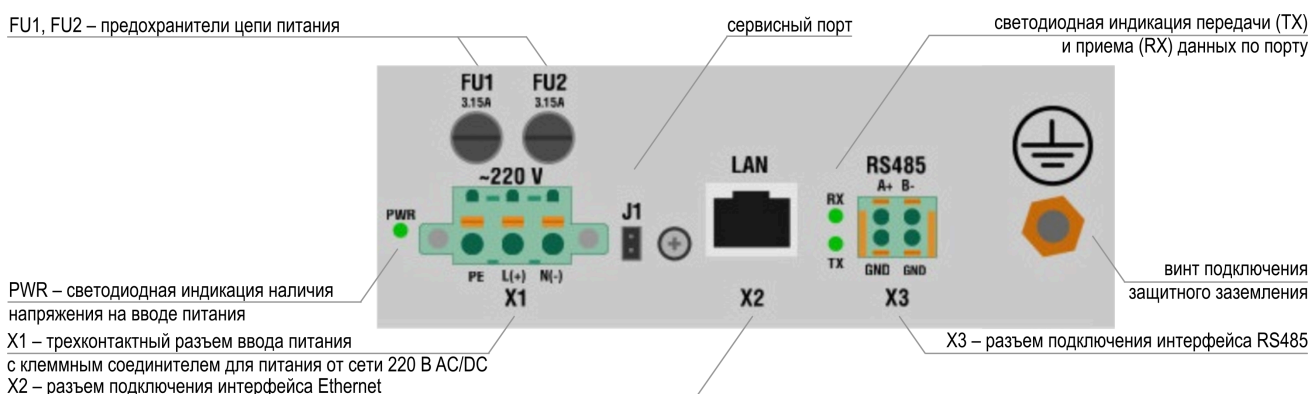 FU1, FU2 – предохранители цепи питания
сервисный порт
светодиодная индикация передачи (TX)
и приема (RX) данных по порту
FU1
FU2
3.15A
3.15A
~220 V
LAN
RS485
A+ B-
PWR
J1
RX
TX
PE L(+) N(-)
GND GND
X1
X2
X3
винт подключения
защитного заземления
PWR – светодиодная индикация наличия
напряжения на вводе питания
X1 – трехконтактный разъем ввода питания
с клеммным соединителем для питания от сети 220 В AC/DC
X2 – разъем подключения интерфейса Ethernet
X3 – разъем подключения интерфейса RS485